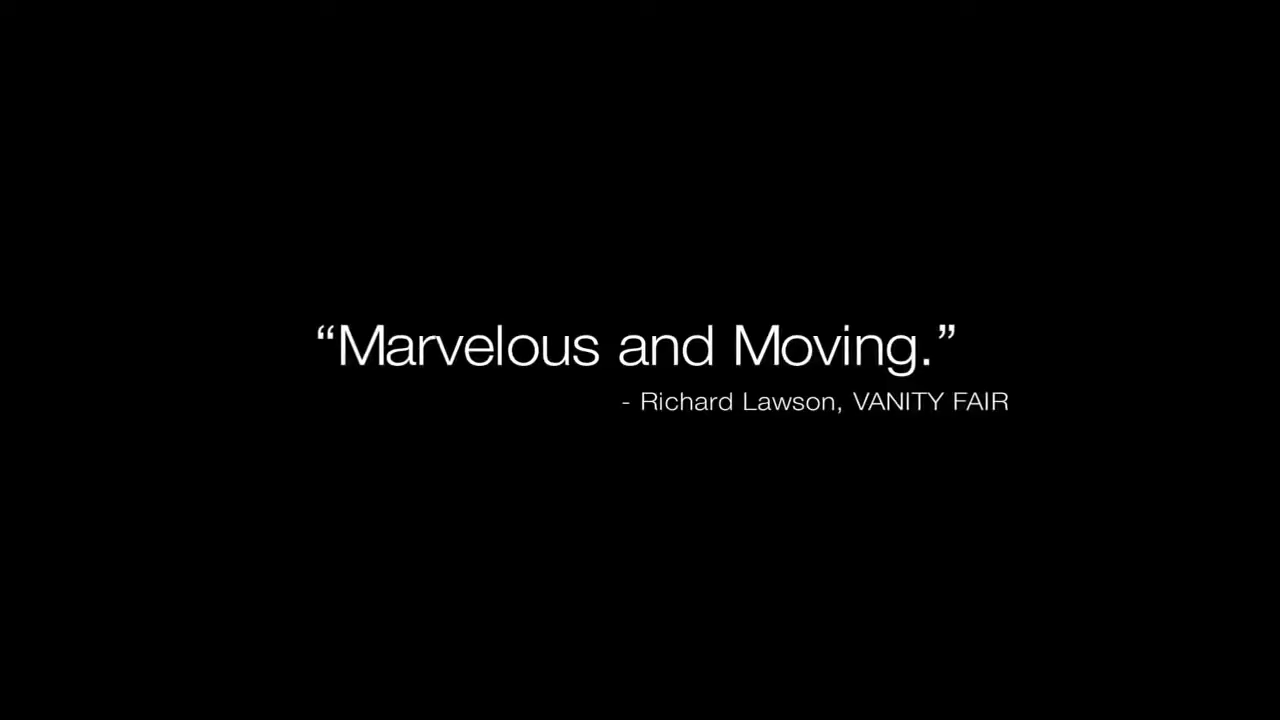 “Marvelous and Moving.”
- Richard Lawson, VANITY FAIR